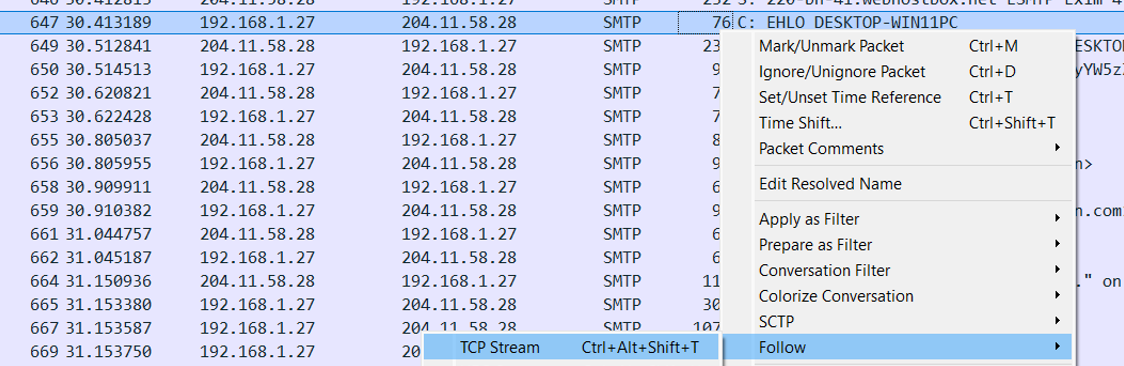 646 30.412815 204.11.58.28 192.168.1.27 SMTP 232 S: 220-bh-41.webhostbox.net ESMTP Exim 4
647 30.413189 192.168.1.27 204.11.58.28 SMTP 76 C: EHLO DESKTOP-WIN11PC
649 30.512841 204.11.58.28 192.168.1.27 SMTP 23 ESKTO
650 30.514513 192.168.1.27 204.11.58.28 SMTP 9 yYW5z
652 30.620821 204.11.58.28 192.168.1.27 SMTP 7
653 30.622428 192.168.1.27 204.11.58.28 SMTP 7
655 30.805037 204.11.58.28 192.168.1.27 SMTP 8
656 30.805955 192.168.1.27 204.11.58.28 SMTP 9 n>
658 30.909911 204.11.58.28 192.168.1.27 SMTP 6
659 30.910382 192.168.1.27 204.11.58.28 SMTP 9 n.com
661 31.044757 204.11.58.28 192.168.1.27 SMTP 6
662 31.045187 192.168.1.27 204.11.58.28 SMTP 6
664 31.150936 204.11.58.28 192.168.1.27 SMTP 11 ." on
665 31.153380 192.168.1.27 204.11.58.28 SMTP 30
667 31.153587 192.168.1.27 204.11.58.28 SMTP 107
669 31.153750 192.168.1.27 20
Mark/Unmark Packet Ctrl+M
Ignore/Unignore Packet Ctrl+D
Set/Unset Time Reference Ctrl+T
Time Shift... Ctrl+Shift+T
Packet Comments
Edit Resolved Name
Apply as Filter
Prepare as Filter
Conversation Filter
Colorize Conversation
SCTP
Follow
TCP Stream Ctrl+Alt+Shift+T